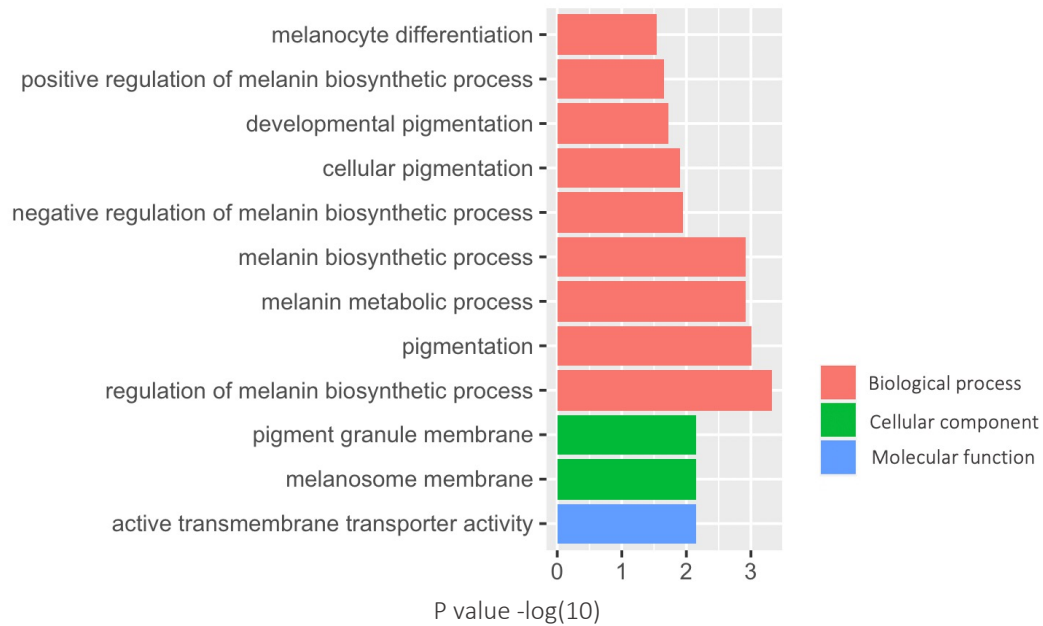 melanocyte differentiation
positive regulation of melanin biosynthetic process
developmental pigmentation
cellular pigmentation
negative regulation of melanin biosynthetic process
melanin biosynthetic process
melanin metabolic process
pigmentation
regulation of melanin biosynthetic process
pigment granule membrane
melanosome membrane
active transmembrane transporter activity
0 1 2 3
P value -log(10)
Biological process
Cellular component
Molecular function